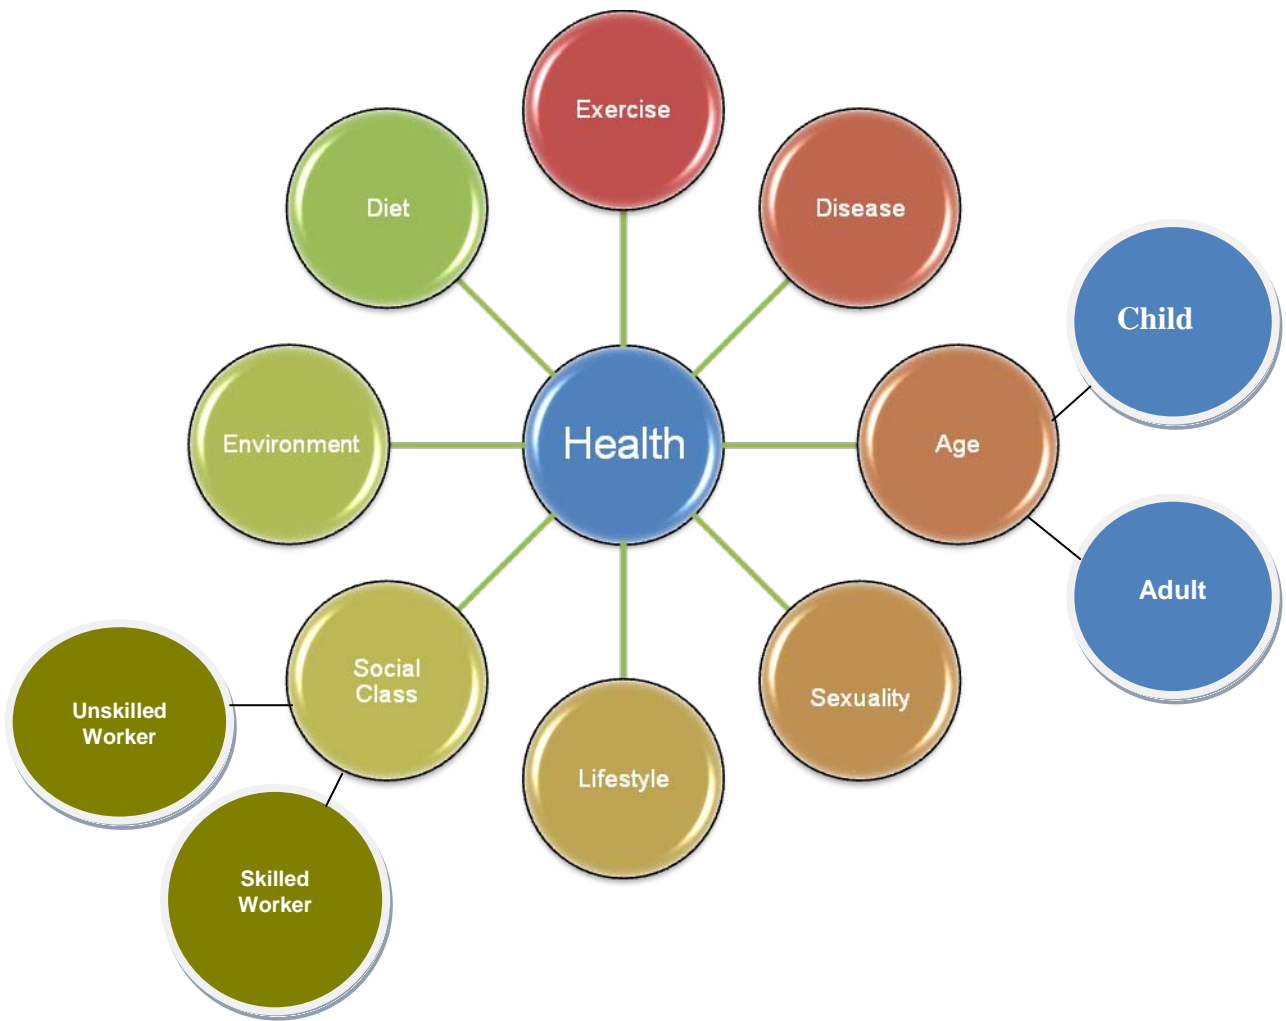 Exercise
Diet
Disease
Child
Environment
Health
Age
Adult
Social
Class
Sexuality
Unskilled
Worker
Lifestyle
Skilled
Worker